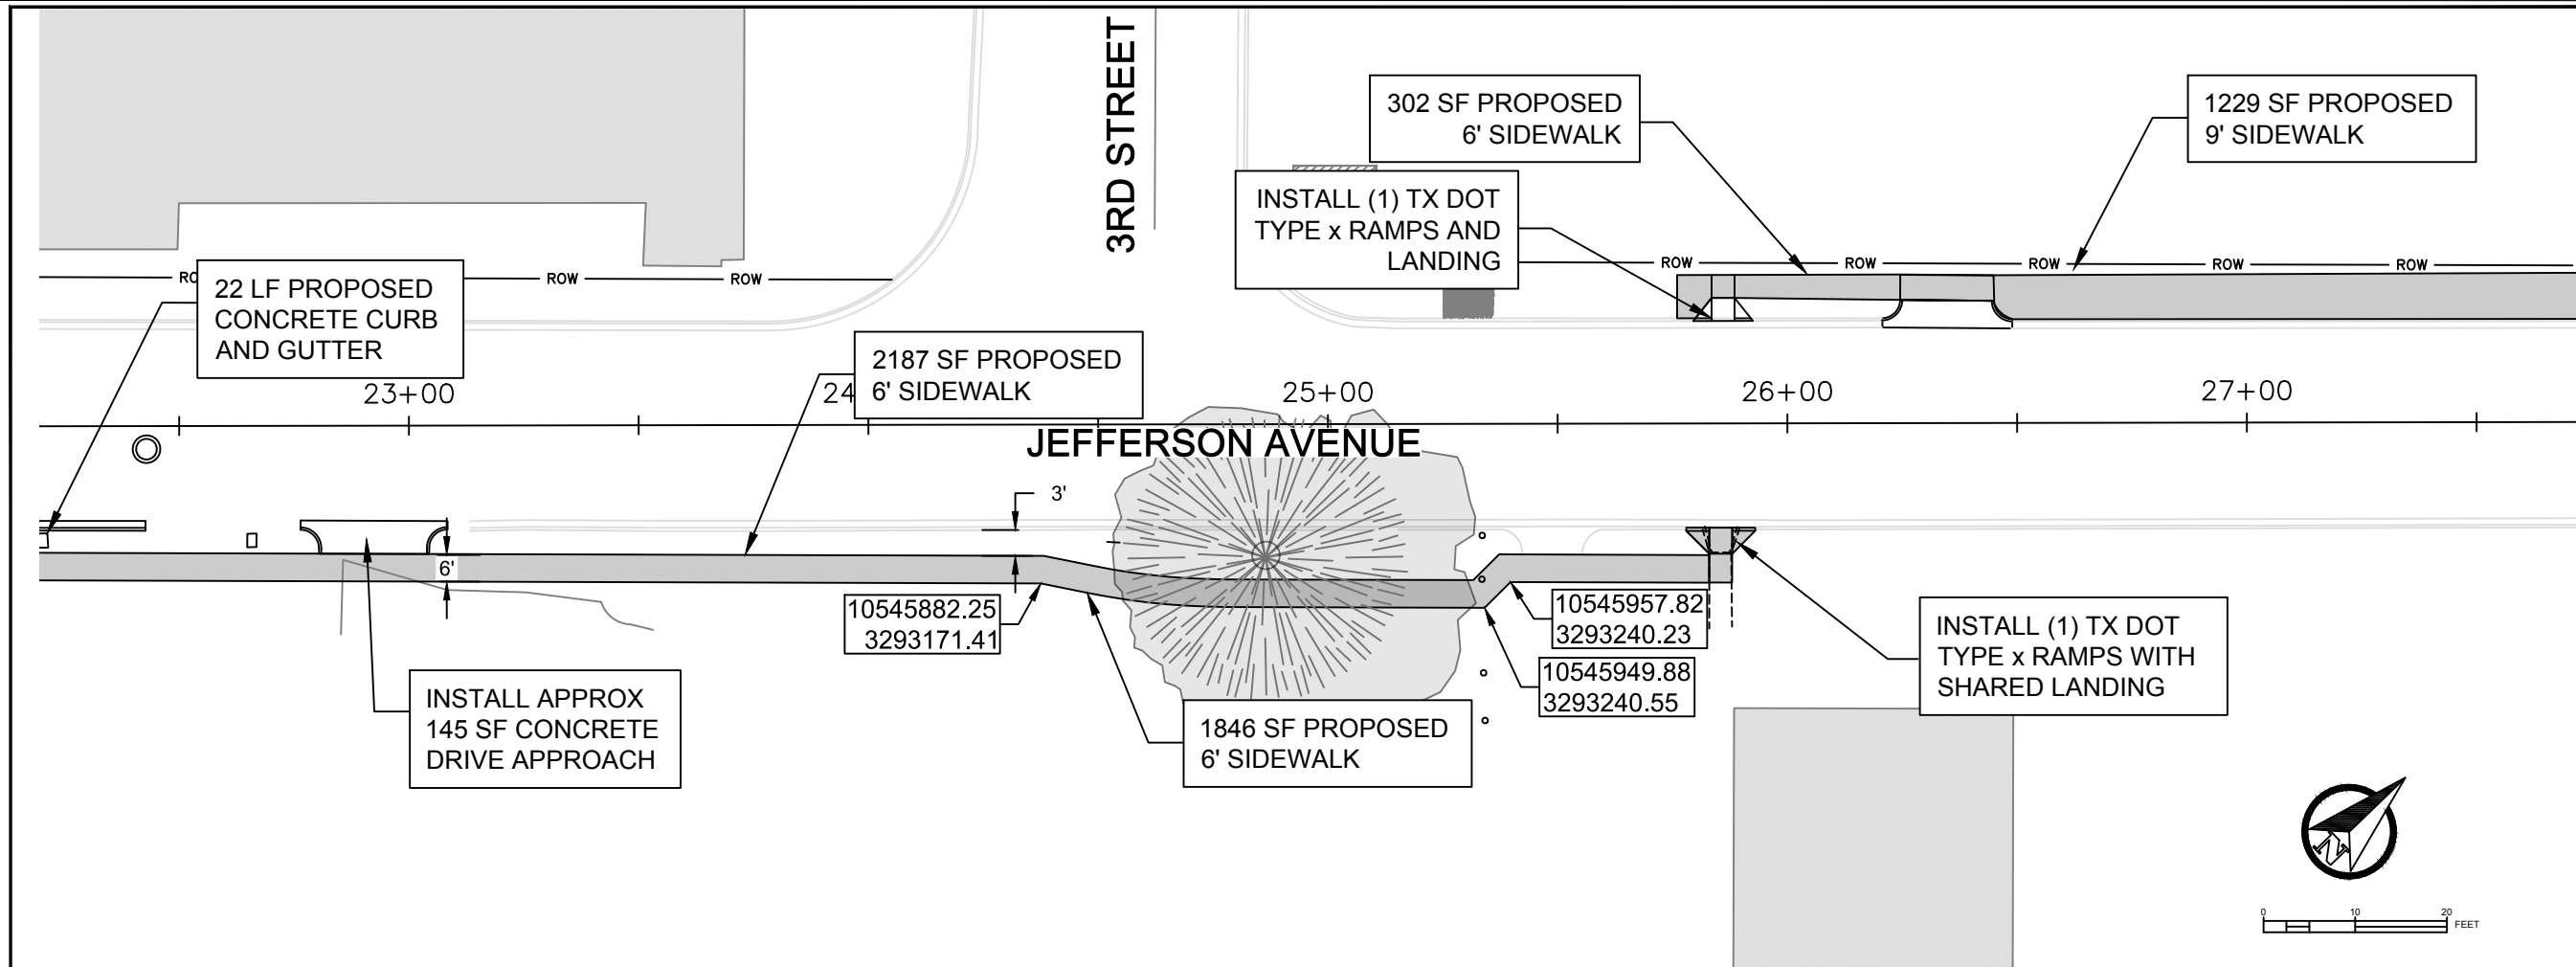 3RD STREET
302 SF PROPOSED
6' SIDEWALK
1229 SF PROPOSED
9' SIDEWALK
INSTALL (1) TX DOT
TYPE x RAMPS AND
LANDING
ROW
ROW
ROW
ROW
ROW
ROW
ROW
22 LF PROPOSED
CONCRETE CURB
AND GUTTER
2187 SF PROPOSED
6' SIDEWALK
23+00
24
25+00
26+00
27+00
JEFFERSON AVENUE
3'
6'
10545882.25
3293171.41
10545957.82
3293240.23
10545949.88
3293240.55
INSTALL (1) TX DOT
TYPE x RAMPS WITH
SHARED LANDING
INSTALL APPROX
145 SF CONCRETE
DRIVE APPROACH
1846 SF PROPOSED
6' SIDEWALK
N
0 10 20
FEET